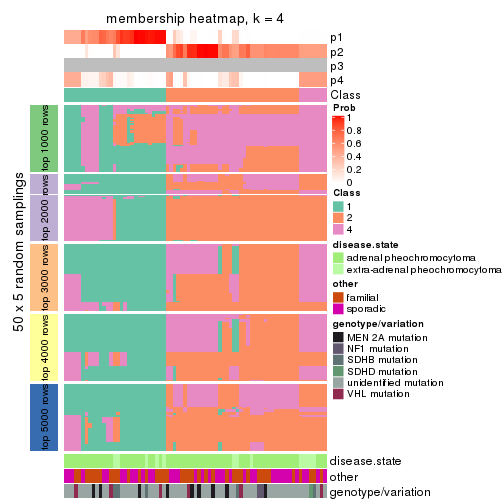 membership heatmap, k = 4
p1
p2
p3
p4
Class
50 x 5 random samplings
top 1000 rows
top 2000 rows
top 3000 rows
top 4000 rows
top 5000 rows
Prob
1
0.8
0.6
0.4
0.2
0
Class
1
2
4
disease.state
adrenal pheochromocytoma
extra-adrenal pheochromocytoma
other
familial
sporadic
genotype/variation
MEN 2A mutation
NF1 mutation
SDHB mutation
SDHD mutation
unidentified mutation
VHL mutation
disease.state
other
genotype/variation